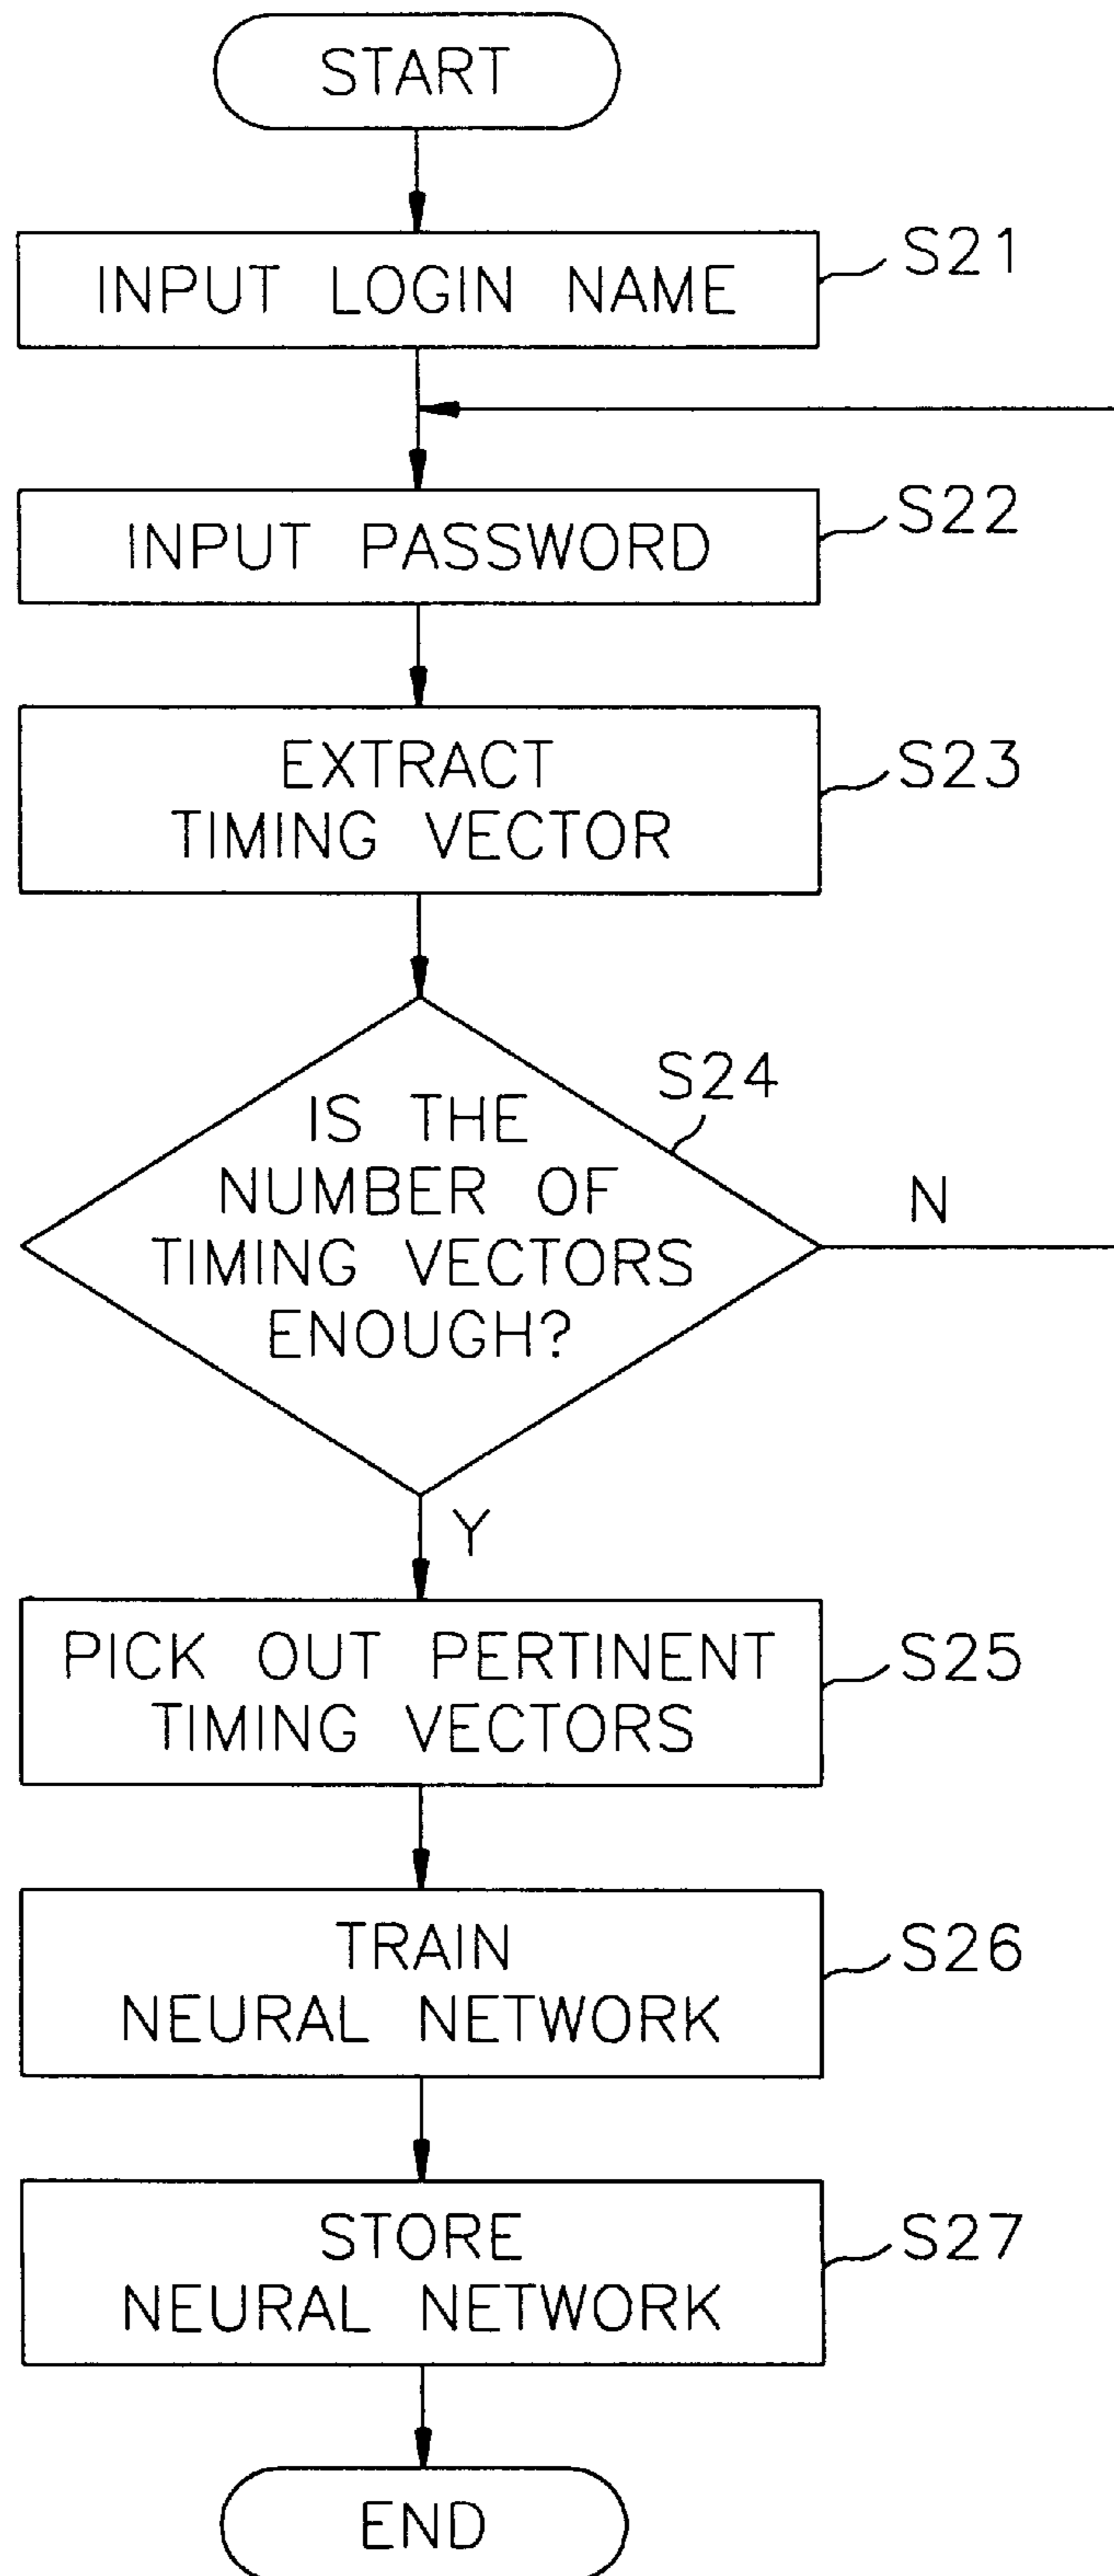 START
INPUT LOGIN NAME
S21
INPUT PASSWORD
S22
EXTRACT
TIMING VECTOR
S23
IS THE
NUMBER OF
TIMING VECTORS
ENOUGH?
S24
N
Y
PICK OUT PERTINENT
TIMING VECTORS
S25
TRAIN
NEURAL NETWORK
S26
STORE
NEURAL NETWORK
S27
END